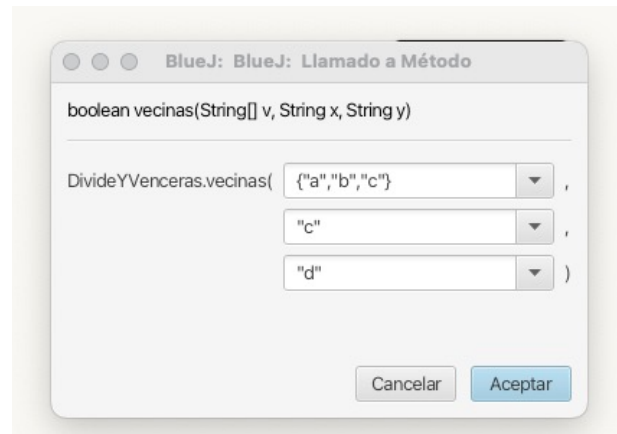 BlueJ: BlueJ: Llamado a Método
boolean vecinas(String[] v, String x, String y)
DivideYVenceras.vecinas( {"a","b","c"} ,
"c" ,
"d" )
Cancelar Aceptar